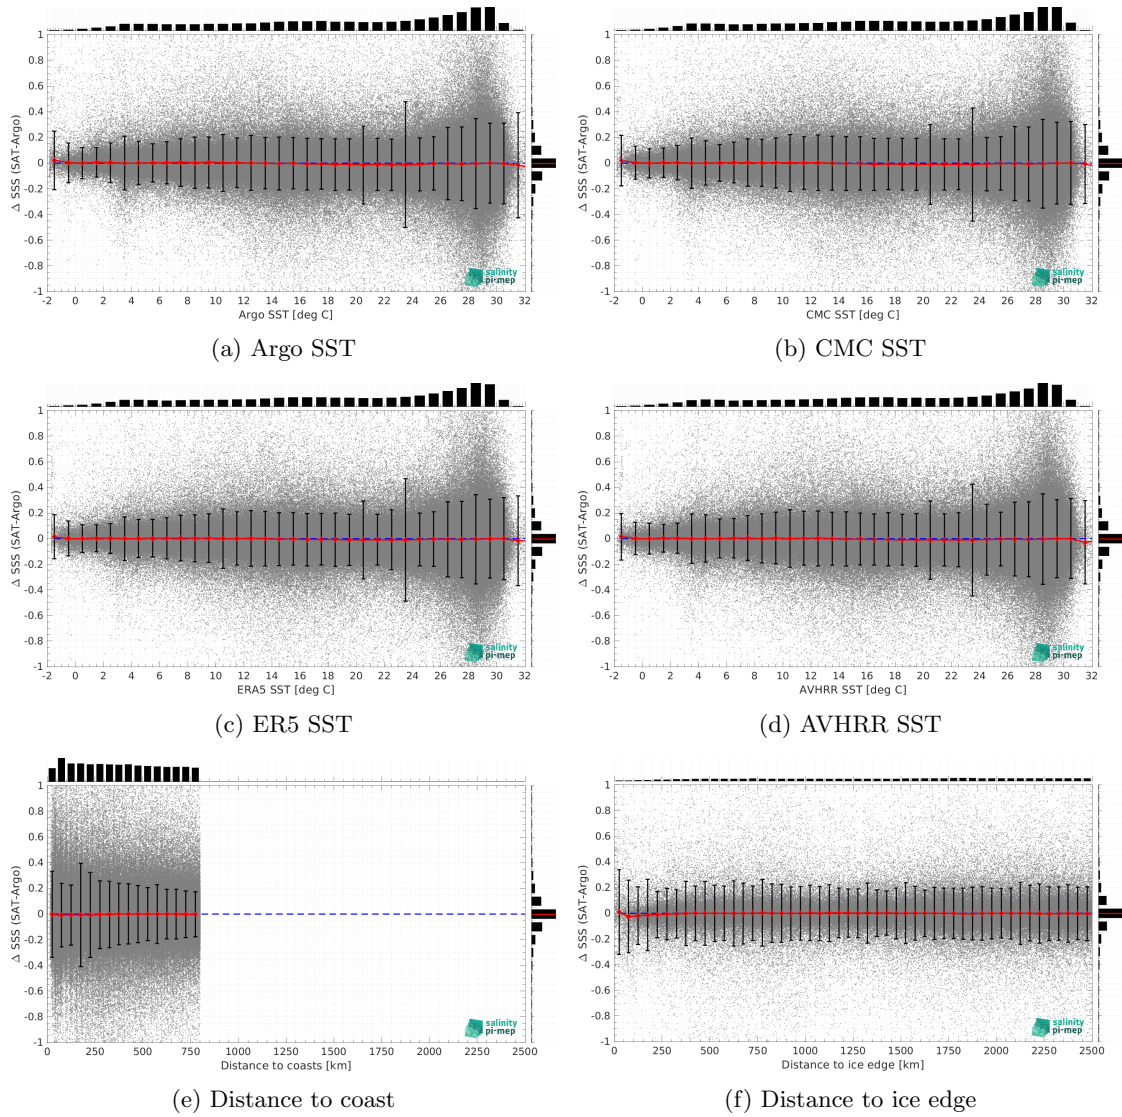 1
0.8
0.6
0.4
0.2
0
-0.2
-0.4
-0.6
-0.8
-1
Δ SSS (SAT-Argo)
-2 0 2 4 6 8 10 12 14 16 18 20 22 24 26 28 30 32
Argo SST [deg C]
salinity
pi-mep
(a) Argo SST
1
0.8
0.6
0.4
0.2
0
-0.2
-0.4
-0.6
-0.8
-1
Δ SSS (SAT-Argo)
-2 0 2 4 6 8 10 12 14 16 18 20 22 24 26 28 30 32
CMC SST [deg C]
salinity
pi-mep
(b) CMC SST
1
0.8
0.6
0.4
0.2
0
-0.2
-0.4
-0.6
-0.8
-1
Δ SSS (SAT-Argo)
-2 0 2 4 6 8 10 12 14 16 18 20 22 24 26 28 30 32
ERA5 SST [deg C]
salinity
pi-mep
(c) ER5 SST
1
0.8
0.6
0.4
0.2
0
-0.2
-0.4
-0.6
-0.8
-1
Δ SSS (SAT-Argo)
-2 0 2 4 6 8 10 12 14 16 18 20 22 24 26 28 30 32
AVHRR SST [deg C]
salinity
pi-mep
(d) AVHRR SST
1
0.8
0.6
0.4
0.2
0
-0.2
-0.4
-0.6
-0.8
-1
Δ SSS (SAT-Argo)
0 250 500 750 1000 1250 1500 1750 2000 2250 2500
Distance to coasts [km]
salinity
pi-mep
(e) Distance to coast
1
0.8
0.6
0.4
0.2
0
-0.2
-0.4
-0.6
-0.8
-1
Δ SSS (SAT-Argo)
0 250 500 750 1000 1250 1500 1750 2000 2250 2500
Distance to ice edge [km]
salinity
pi-mep
(f) Distance to ice edge